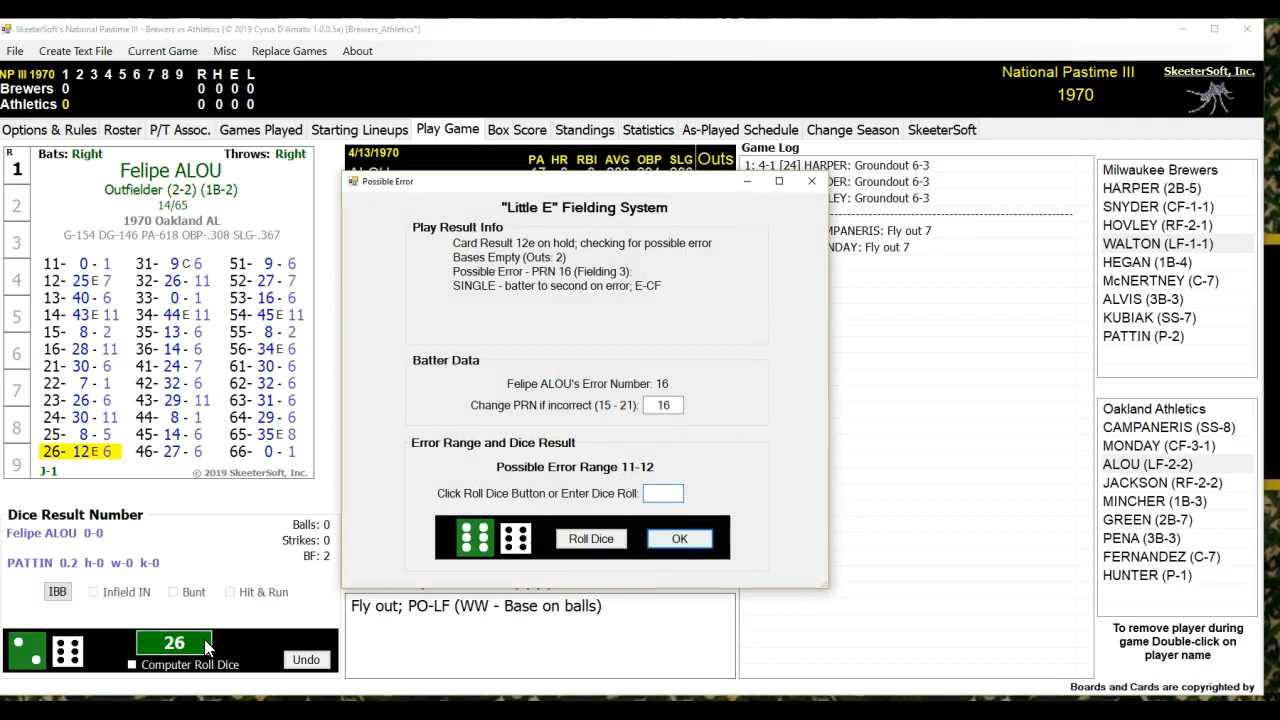 SkeeterSoft's National Pastime III - Brewers vs Athletics (© 2019 Cyrus D'Amato 1.0.0.5a) [Brewers_Athletics*]
File Create Text File Current Game Misc Replace Games About
NP III 1970 1 2 3 4 5 6 7 8 9 R H E L
Brewers 0 0 0 0 0
Athletics 0 0 0 0 0
National Pastime III
1970
SkeeterSoft, Inc.
Options & Rules Roster P/T Assoc. Games Played Starting Lineups Play Game Box Score Standings Statistics As-Played Schedule Change Season SkeeterSoft
R
1
2
3
4
5
6
7
8
9
Bats: Right Throws: Right
Felipe ALOU
Outfielder (2-2) (1B-2)
14/65
1970 Oakland AL
G-154 DG-146 PA-618 OBP-.308 SLG-.367
11- 0 - 1 31- 9 C 6 51- 9 - 6
12- 25 E 7 32- 26 - 11 52- 27 - 7
13- 40 - 6 33- 0 - 1 53- 16 - 6
14- 43 E 11 34- 44 E 11 54- 45 E 11
15- 8 - 2 35- 13 - 6 55- 8 - 2
16- 28 - 11 36- 14 - 6 56- 34 E 6
21- 30 - 6 41- 24 - 7 61- 30 - 6
22- 7 - 1 42- 32 - 6 62- 32 - 6
23- 26 - 6 43- 29 - 11 63- 31 - 6
24- 30 - 11 44- 8 - 1 64- 29 - 6
25- 8 - 5 45- 14 - 6 65- 35 E 8
26- 12 E 6 46- 27 - 6 66- 0 - 1
J-1 © 2019 SkeeterSoft, Inc.
Dice Result Number
Felipe ALOU 0-0
PATTIN 0.2 h-0 w-0 k-0
Balls: 0
Strikes: 0
BF: 2
IBB Infield IN Bunt Hit & Run
26
Computer Roll Dice
Undo
4/13/1970
PA HR RBI AVG OBP SLG Outs
Possible Error
"Little E" Fielding System
Play Result Info
Card Result 12e on hold; checking for possible error
Bases Empty (Outs: 2)
Possible Error - PRN 16 (Fielding 3):
SINGLE - batter to second on error; E-CF
Batter Data
Felipe ALOU's Error Number: 16
Change PRN if incorrect (15 - 21): 16
Error Range and Dice Result
Possible Error Range 11-12
Click Roll Dice Button or Enter Dice Roll:
Roll Dice OK
Fly out; PO-LF (WW - Base on balls)
Game Log
1: 4-1 [24] HARPER: Groundout 6-3
DER: Groundout 6-3
LEY: Groundout 6-3
MPANERIS: Fly out 7
NDAY: Fly out 7
Milwaukee Brewers
HARPER (2B-5)
SNYDER (CF-1-1)
HOVLEY (RF-2-1)
WALTON (LF-1-1)
HEGAN (1B-4)
McNERTNEY (C-7)
ALVIS (3B-3)
KUBIAK (SS-7)
PATTIN (P-2)
Oakland Athletics
CAMPANERIS (SS-8)
MONDAY (CF-3-1)
ALOU (LF-2-2)
JACKSON (RF-2-2)
MINCHER (1B-3)
GREEN (2B-7)
PENA (3B-3)
FERNANDEZ (C-7)
HUNTER (P-1)
To remove player during
game Double-click on
player name
Boards and Cards are copyrighted by